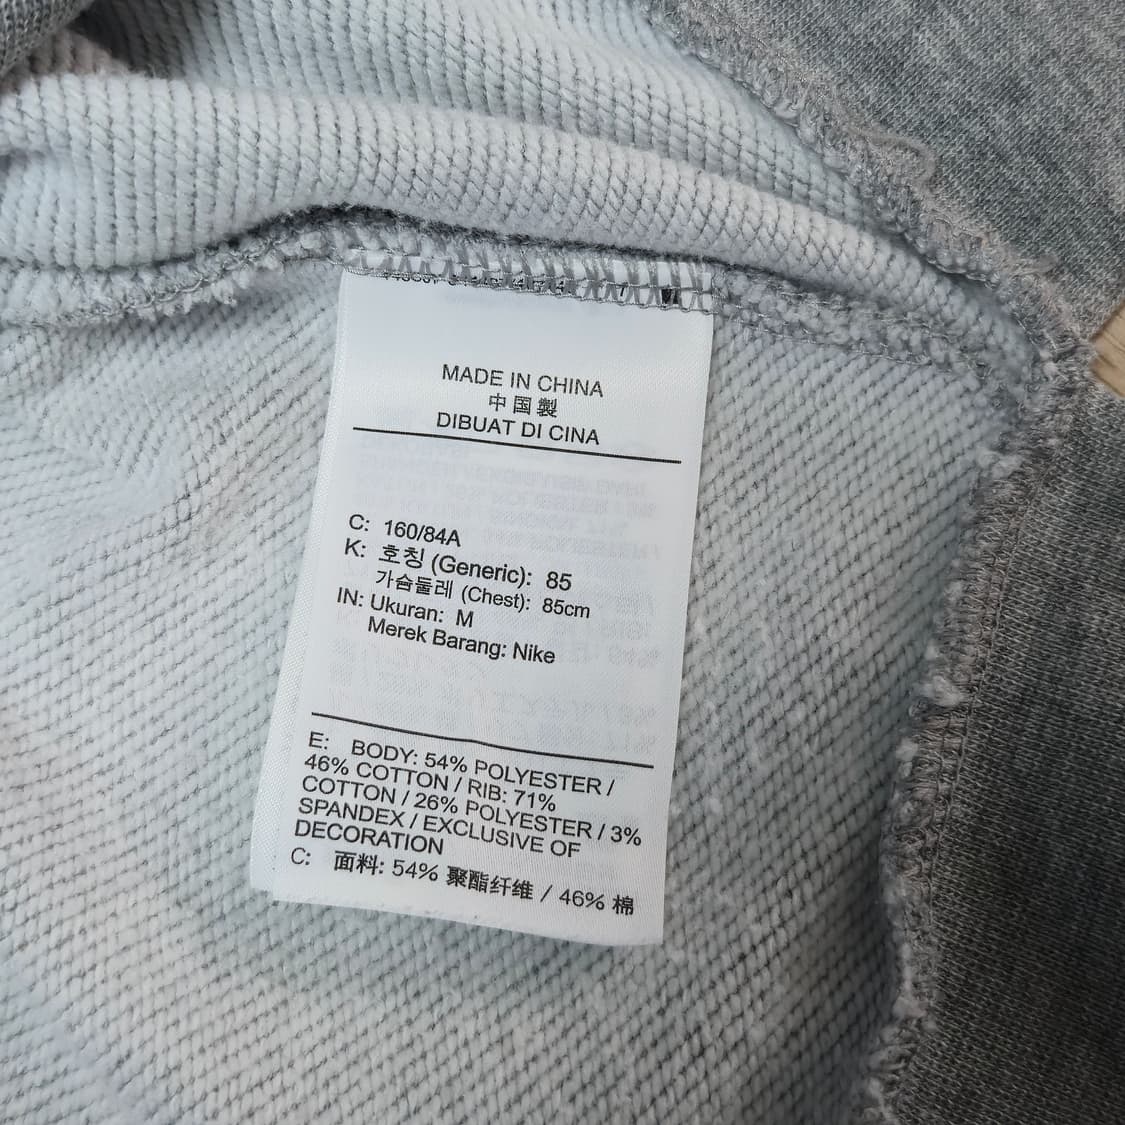 MADE IN CHINA
中国製
DIBUAT DI CINA
C: 160/84A
K: 호칭 (Generic): 85
가슴둘레 (Chest): 85cm
IN: Ukuran: M
Merek Barang: Nike
E: BODY: 54% POLYESTER /
46% COTTON / RIB: 71%
COTTON / 26% POLYESTER / 3%
SPANDEX / EXCLUSIVE OF
DECORATION
C: 面料: 54% 聚酯纤维 / 46% 棉